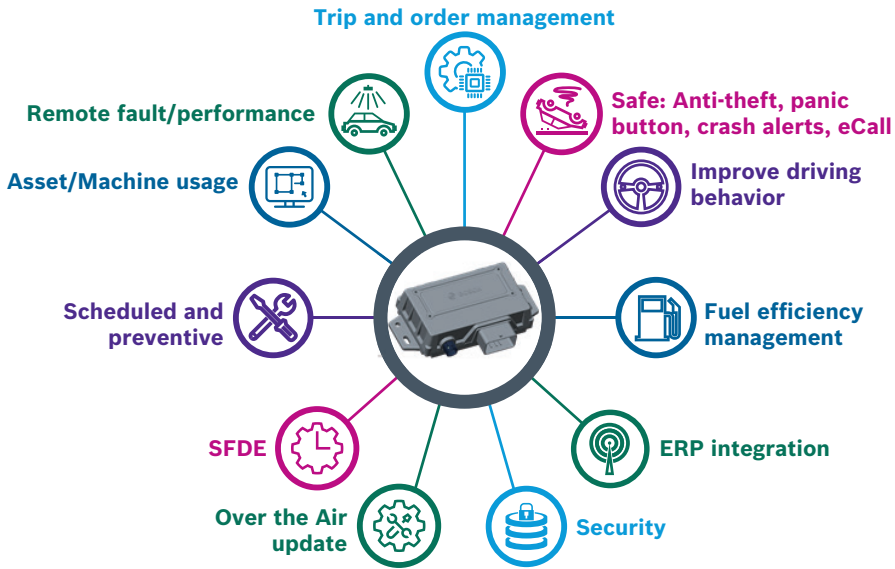 Trip and order management
Safe: Anti-theft, panic
button, crash alerts, eCall
Improve driving
behavior
Fuel efficiency
management
ERP integration
Security
Over the Air
update
SFDE
Scheduled and
preventive
Asset/Machine usage
Remote fault/performance